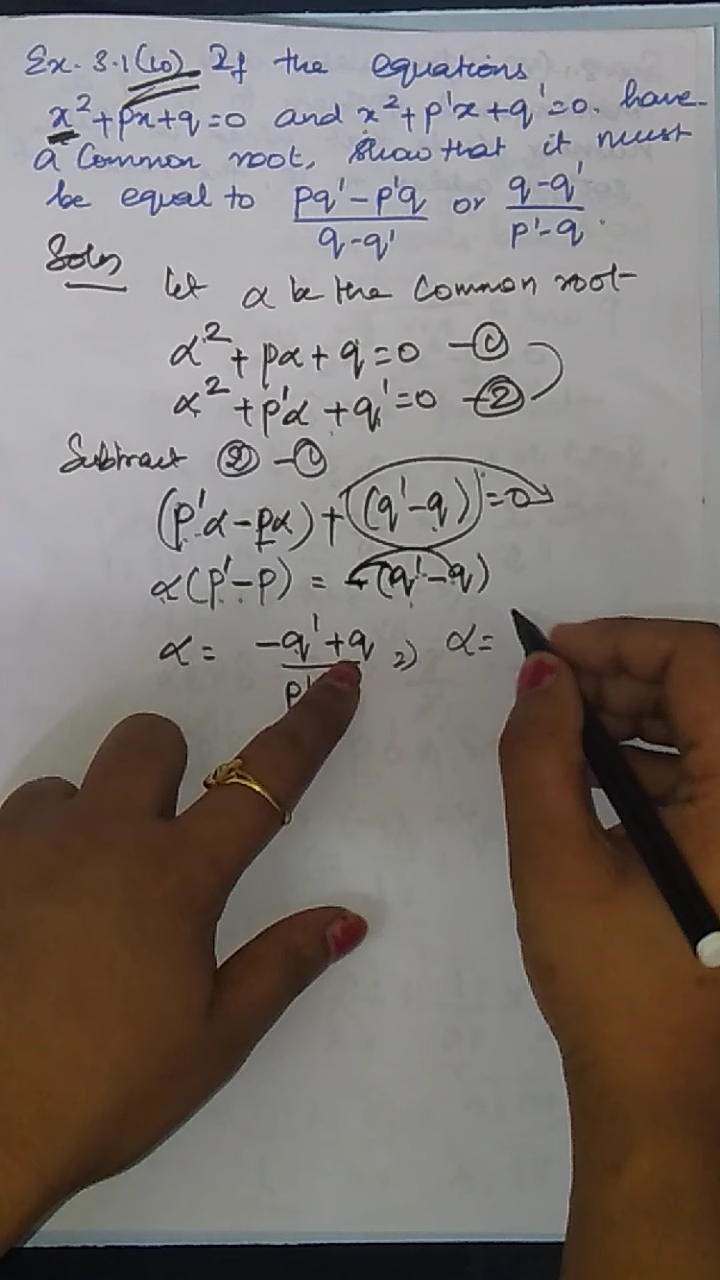 Ex. 3.1(10) If the equations
x²+px+q=0 and x²+p'x+q'=0. have
a Common root, show that it must
be equal to pq'-p'q / q-q' or q-q' / p'-q.
Soln
Let α be the common root
α²+pα+q=0 —①
α²+p'α+q'=0 —②
Subtract ②-①
(p'α-pα)+(q'-q)=0
α(p'-p) = -(q'-q)
α = -q'+q / p' ⇒ α=